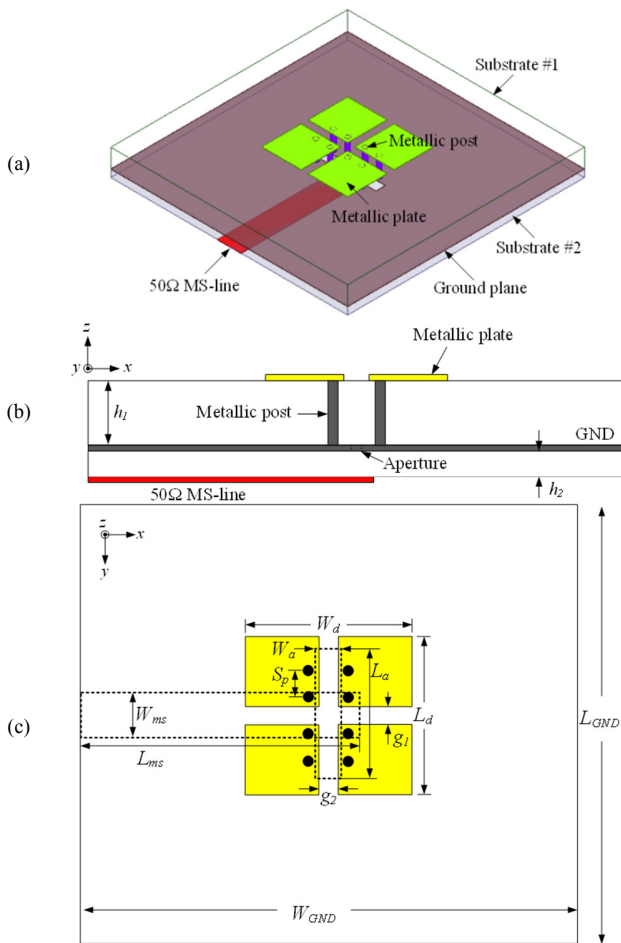 (a)
Substrate #1
Metallic post
Metallic plate
Substrate #2
50Ω MS-line
Ground plane
(b)
z
y
x
Metallic plate
h1
Metallic post
GND
Aperture
50Ω MS-line
h2
(c)
z
x
y
Wd
Wa
Sp
La
Wms
Ld
LGND
g1
Lms
g2
WGND